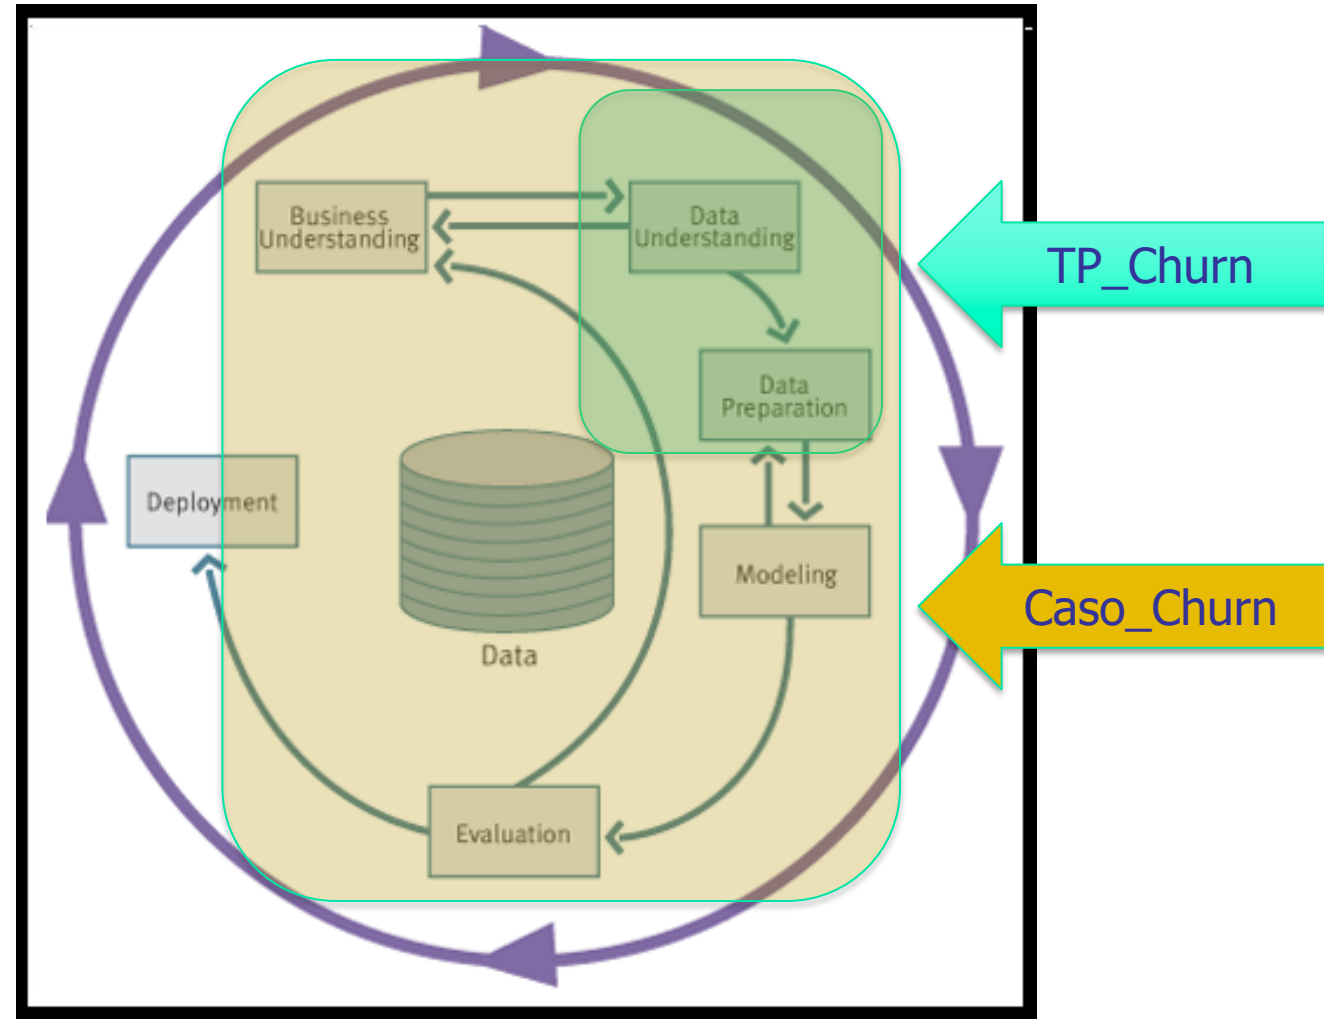 Business
Understanding
Data
Understanding
TP_Churn
Data
Preparation
Deployment
Modeling
Caso_Churn
Data
Evaluation